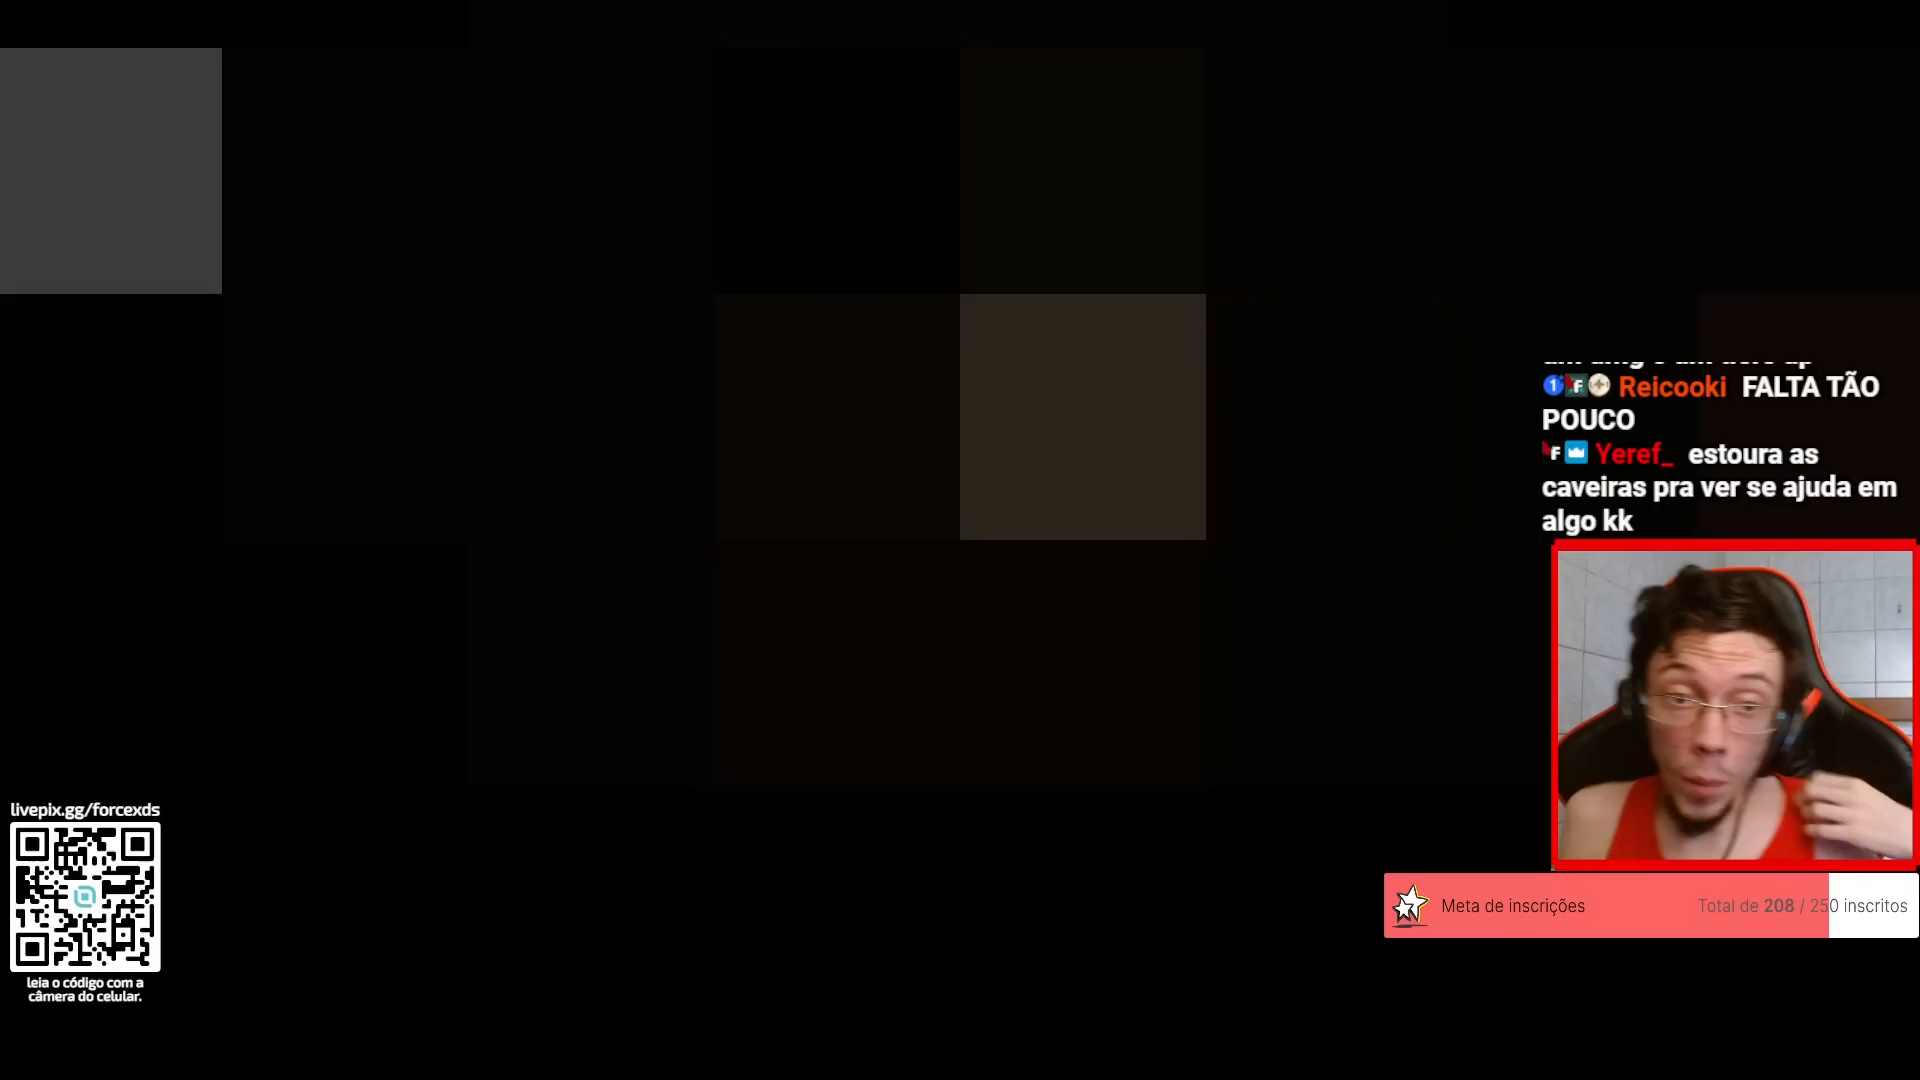 Reicooki FALTA TÃO
POUCO
Yeref_ estoura as
caveiras pra ver se ajuda em
algo kk
livepix.gg/forcexds
leia o código com a
câmera do celular.
Meta de inscrições
Total de 208 / 250 inscritos